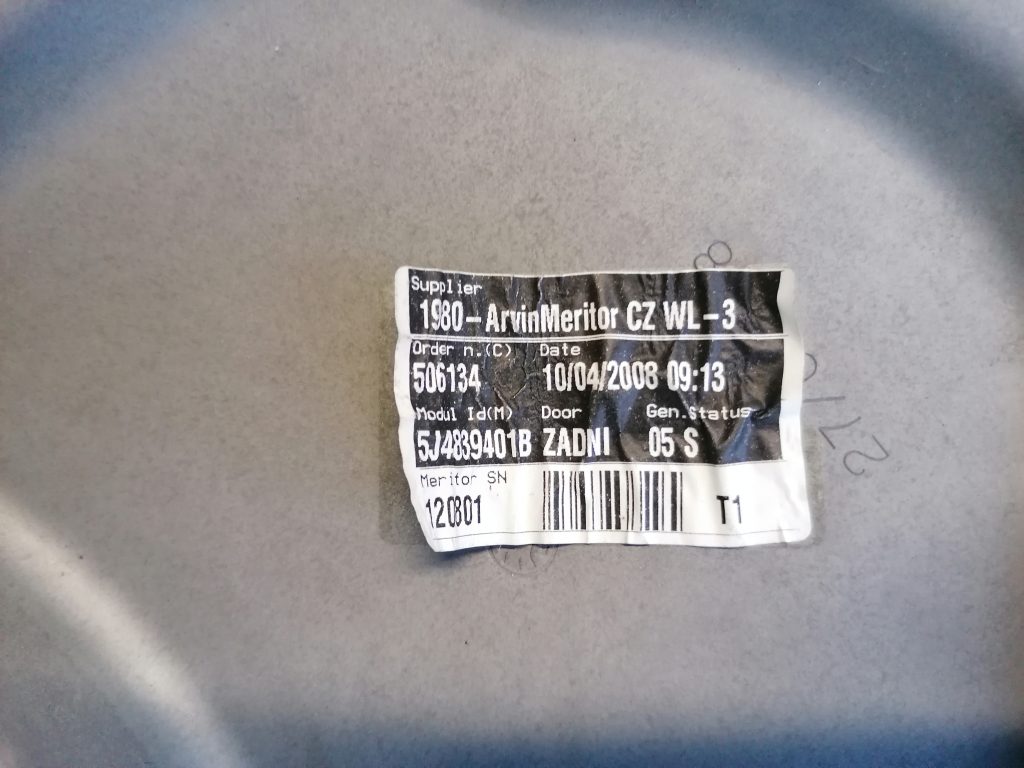 Supplier
1980-ArvinMeritor CZ WL-3
Order n.(C) Date
506134 10/04/2008 09:13
Modul Id(M) Door Gen.Status
5J4839401B ZADNI 05 S
Meritor SN
120801 T1